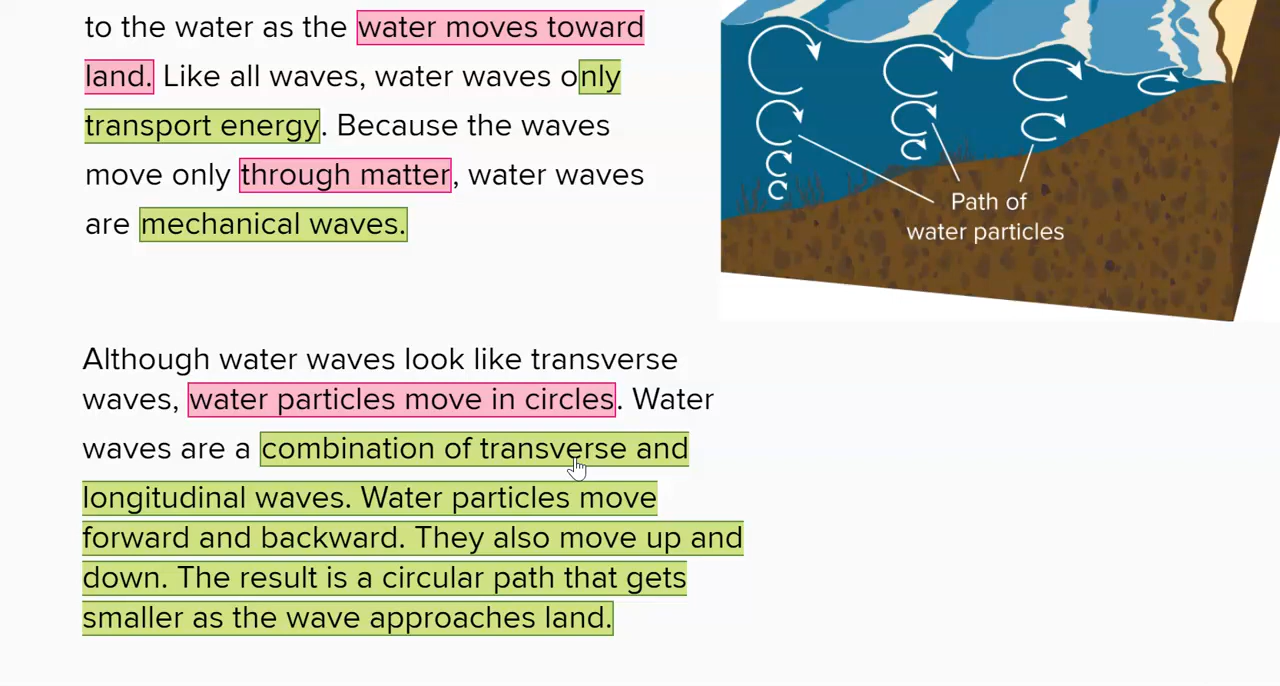 to the water as the water moves toward
land. Like all waves, water waves only
transport energy. Because the waves
move only through matter, water waves
are mechanical waves.
Path of
water particles
Although water waves look like transverse
waves, water particles move in circles. Water
waves are a combination of transverse and
longitudinal waves. Water particles move
forward and backward. They also move up and
down. The result is a circular path that gets
smaller as the wave approaches land.